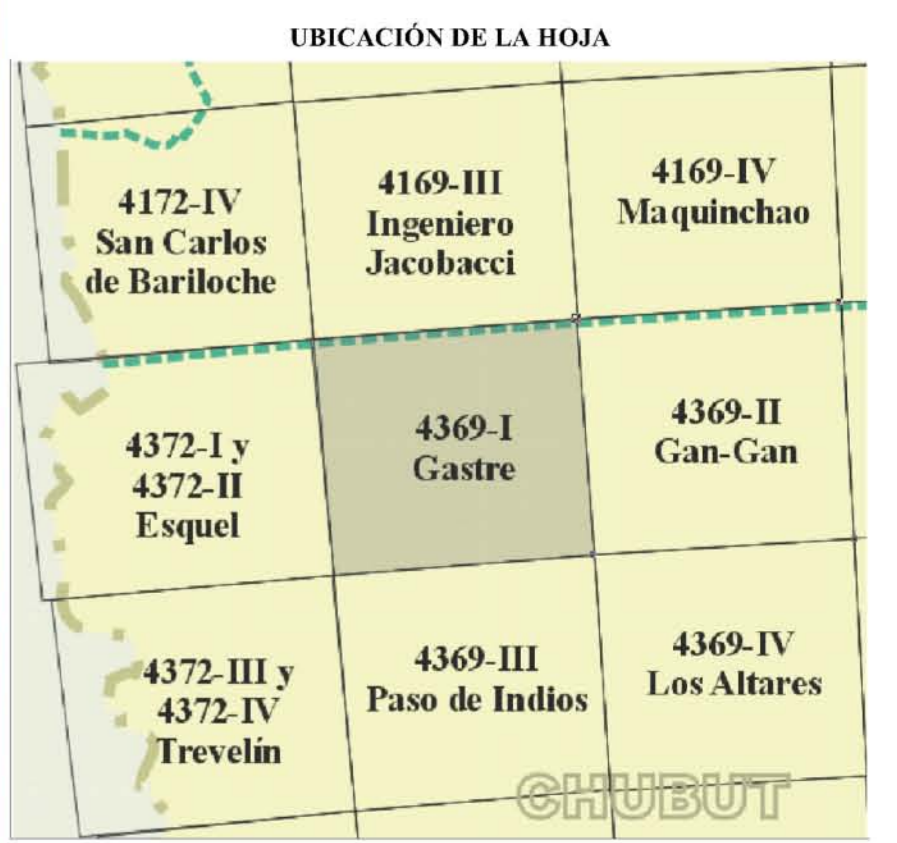 UBICACIÓN DE LA HOJA
4172-IV
San Carlos
de Bariloche
4169-III
Ingeniero
Jacobacci
4169-IV
Maquinchao
4372-I y
4372-II
Esquel
4369-I
Gastre
4369-II
Gan-Gan
4372-III y
4372-IV
Trevelín
4369-III
Paso de Indios
4369-IV
Los Altares
CHUBUT